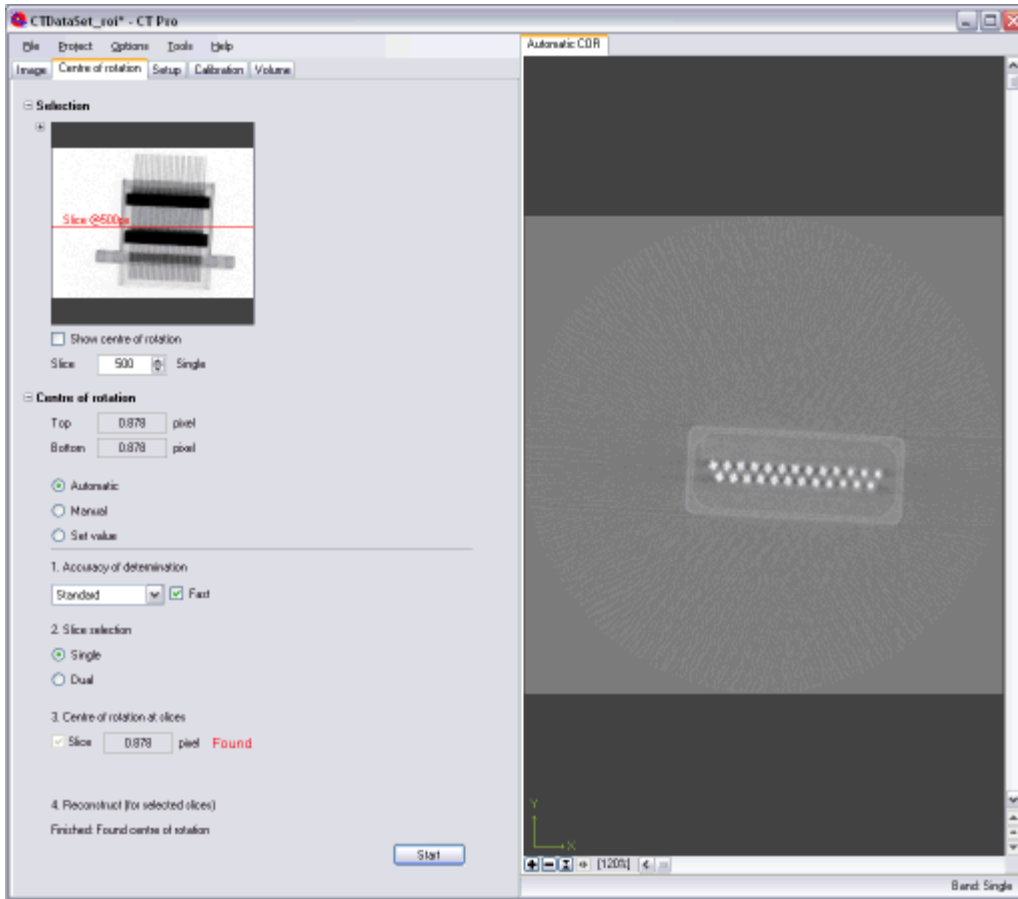 CTDataSet_roi* - CT Pro
File Project Options Tools Help
Image Centre of rotation Setup Calibration Volume
Automatic COR
Selection
Slice @500px
Show centre of rotation
Slice 500 Single
Centre of rotation
Top 0.878 pixel
Bottom 0.878 pixel
Automatic
Manual
Set value
1. Accuracy of determination
Standard Fast
2. Slice selection
Single
Dual
3. Centre of rotation at slices
Slice 0.878 pixel Found
4. Reconstruct (for selected slices)
Finished: Found centre of rotation
Start
Y
X
[120%]
Band: Single